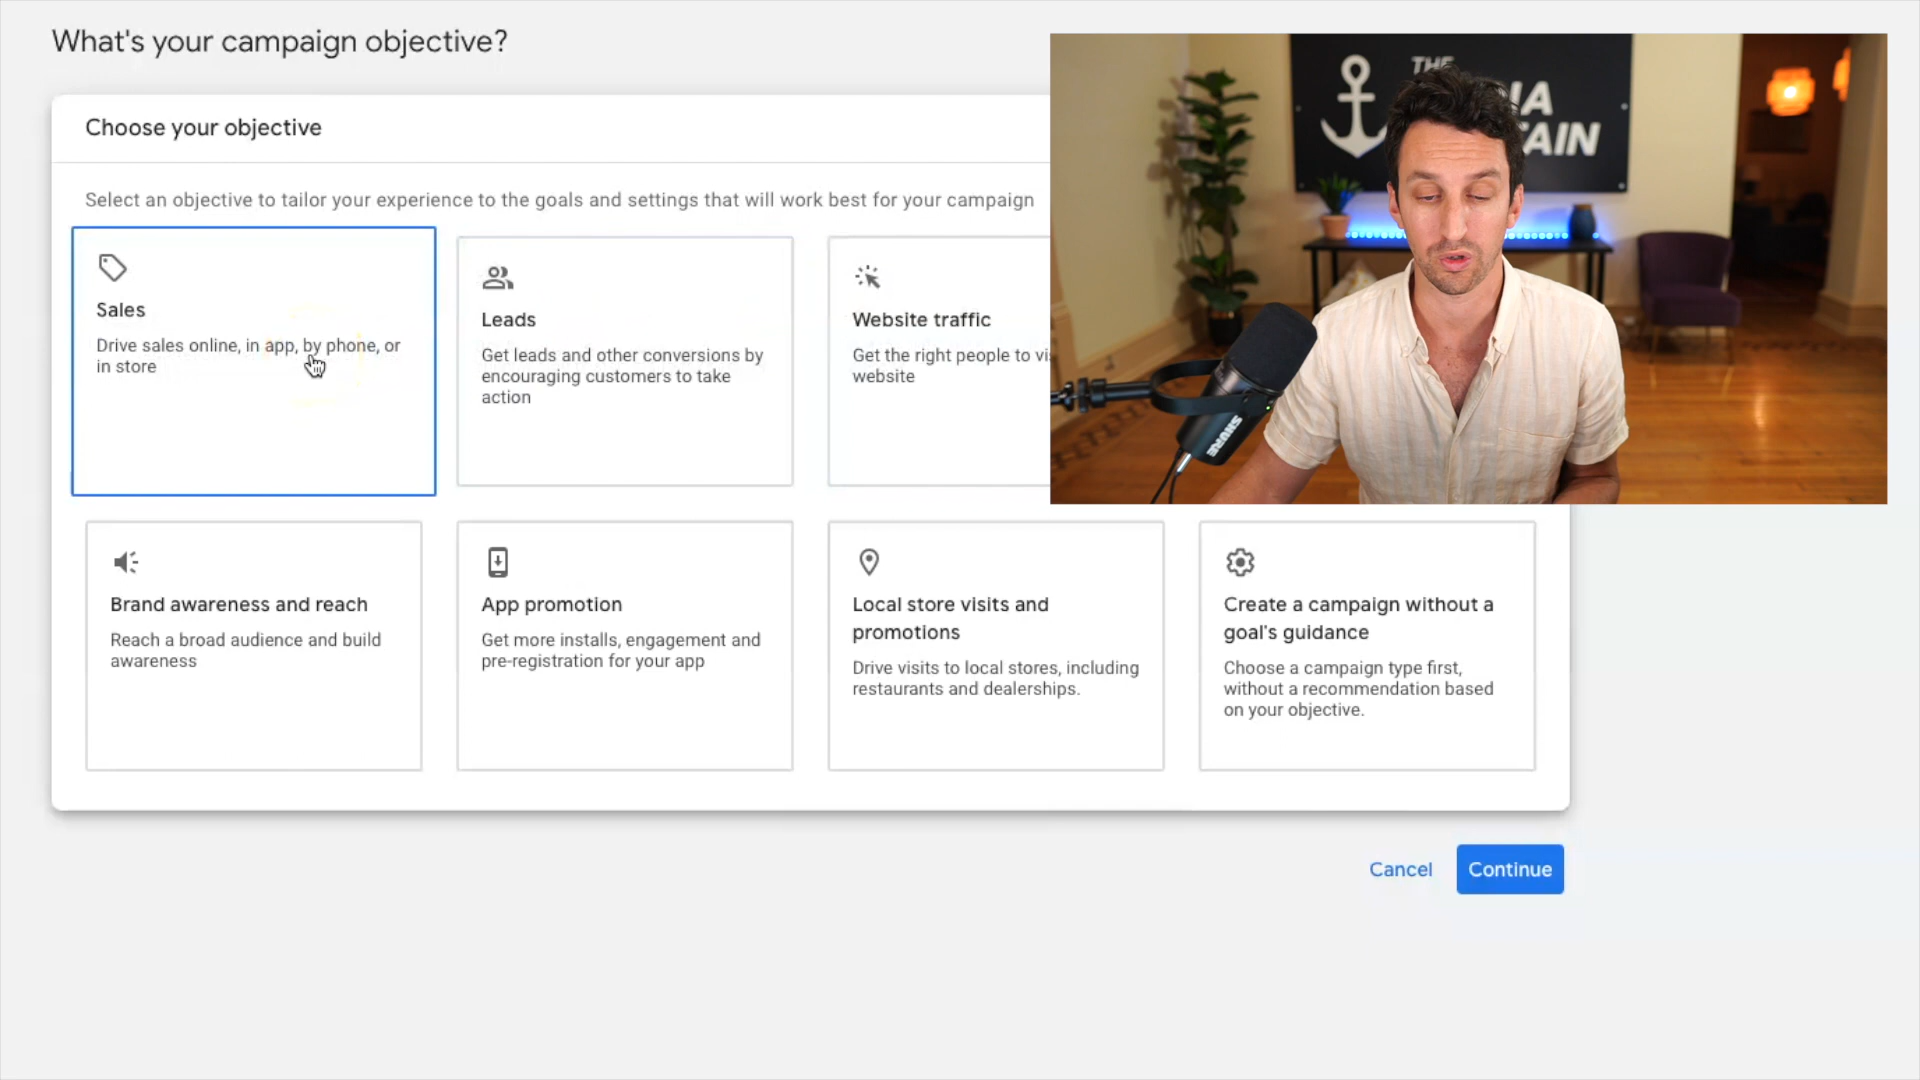 What's your campaign objective?
Choose your objective
Select an objective to tailor your experience to the goals and settings that will work best for your campaign
Sales
Drive sales online, in app, by phone, or
in store
Leads
Get leads and other conversions by
encouraging customers to take
action
Website traffic
Get the right people to vi
website
THE
IA
TAIN
SHURE
Brand awareness and reach
Reach a broad audience and build
awareness
App promotion
Get more installs, engagement and
pre-registration for your app
Local store visits and
promotions
Drive visits to local stores, including
restaurants and dealerships.
Create a campaign without a
goal's guidance
Choose a campaign type first,
without a recommendation based
on your objective.
Cancel
Continue